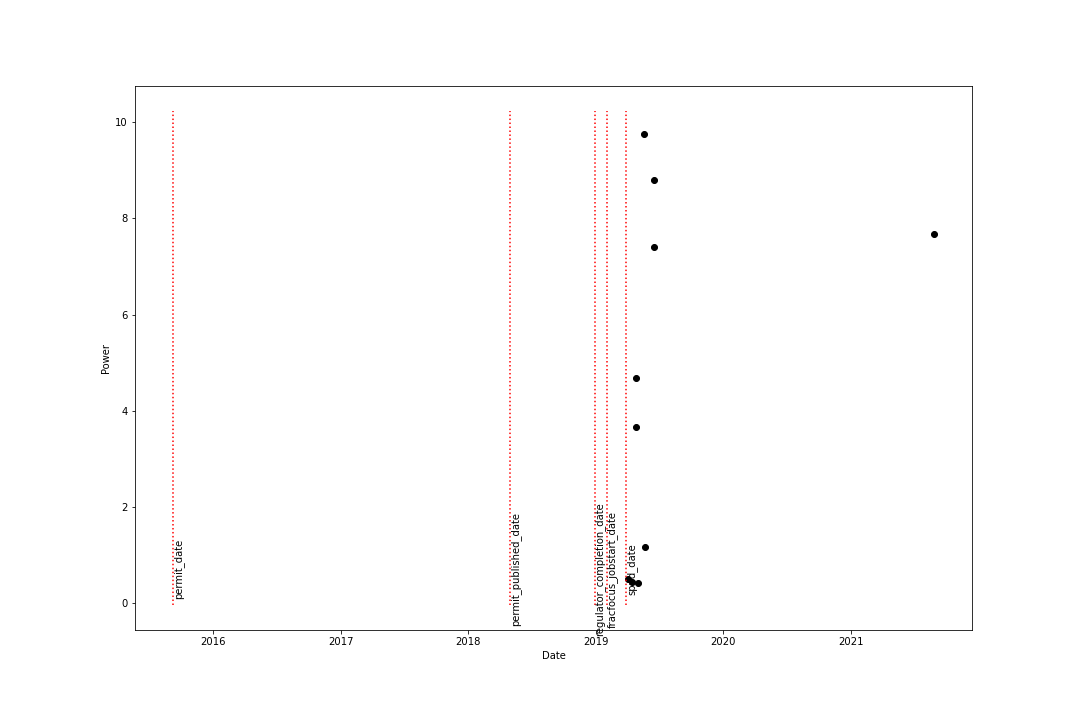 10
8
6
4
2
0
Power
permit_date
permit_published_date
regulator_completion_date
fracfocus_jobstart_date
spud_date
2016
2017
2018
2019
2020
2021
Date